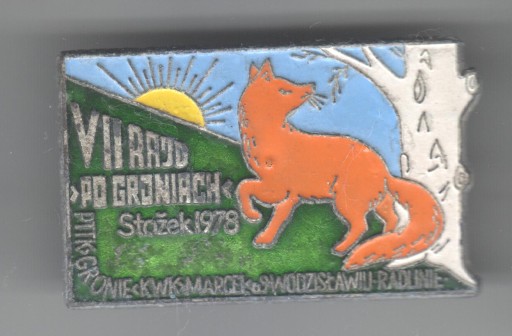 VII RAJD
›PO GRONIACH‹
Stożek 1978
PTTK›GRONIE‹KWK›MARCEL‹W WODZISŁAWIU-RADLINIE